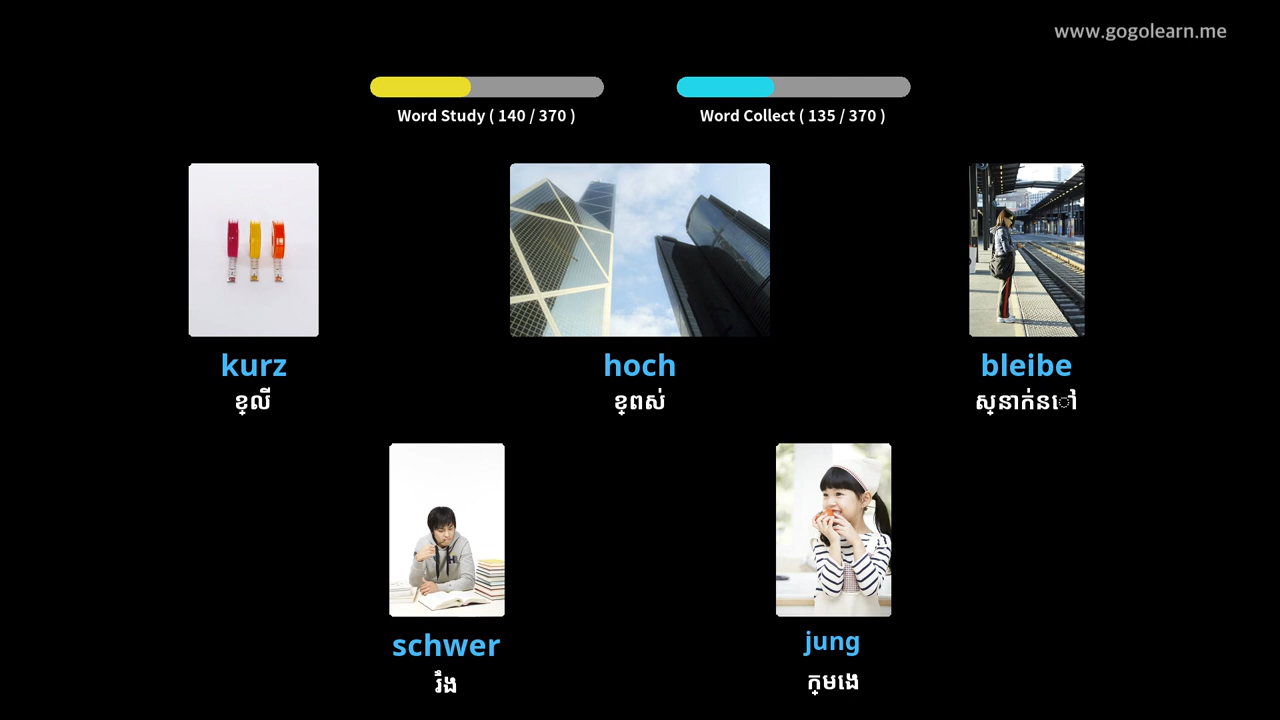 www.gogolearn.me
Word Study ( 140 / 370 )
Word Collect ( 135 / 370 )
kurz
ខ្លី
hoch
ខ្ពស់
bleibe
ស្នាក់នៅ
schwer
រឹង
jung
ក្មេង